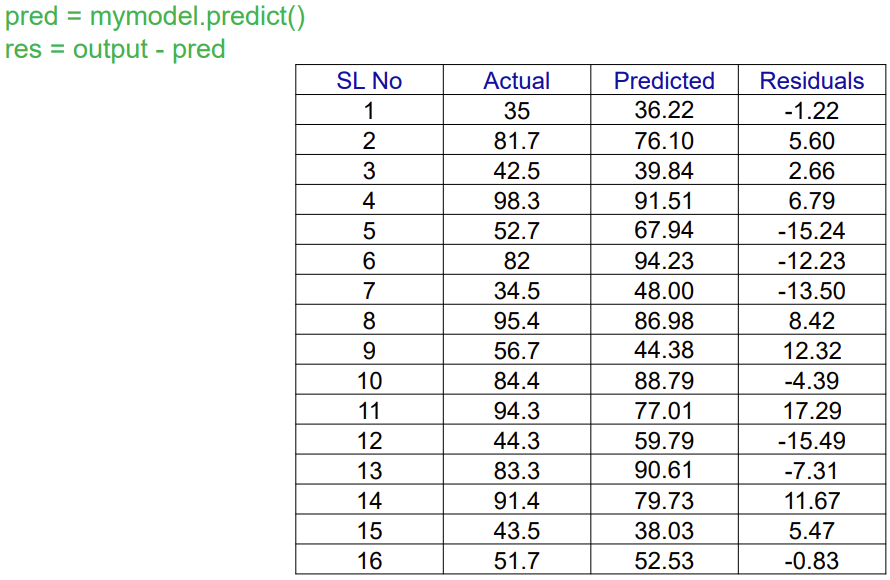 pred = mymodel.predict()
res = output - pred
SL No Actual Predicted Residuals
1 35 36.22 -1.22
2 81.7 76.10 5.60
3 42.5 39.84 2.66
4 98.3 91.51 6.79
5 52.7 67.94 -15.24
6 82 94.23 -12.23
7 34.5 48.00 -13.50
8 95.4 86.98 8.42
9 56.7 44.38 12.32
10 84.4 88.79 -4.39
11 94.3 77.01 17.29
12 44.3 59.79 -15.49
13 83.3 90.61 -7.31
14 91.4 79.73 11.67
15 43.5 38.03 5.47
16 51.7 52.53 -0.83